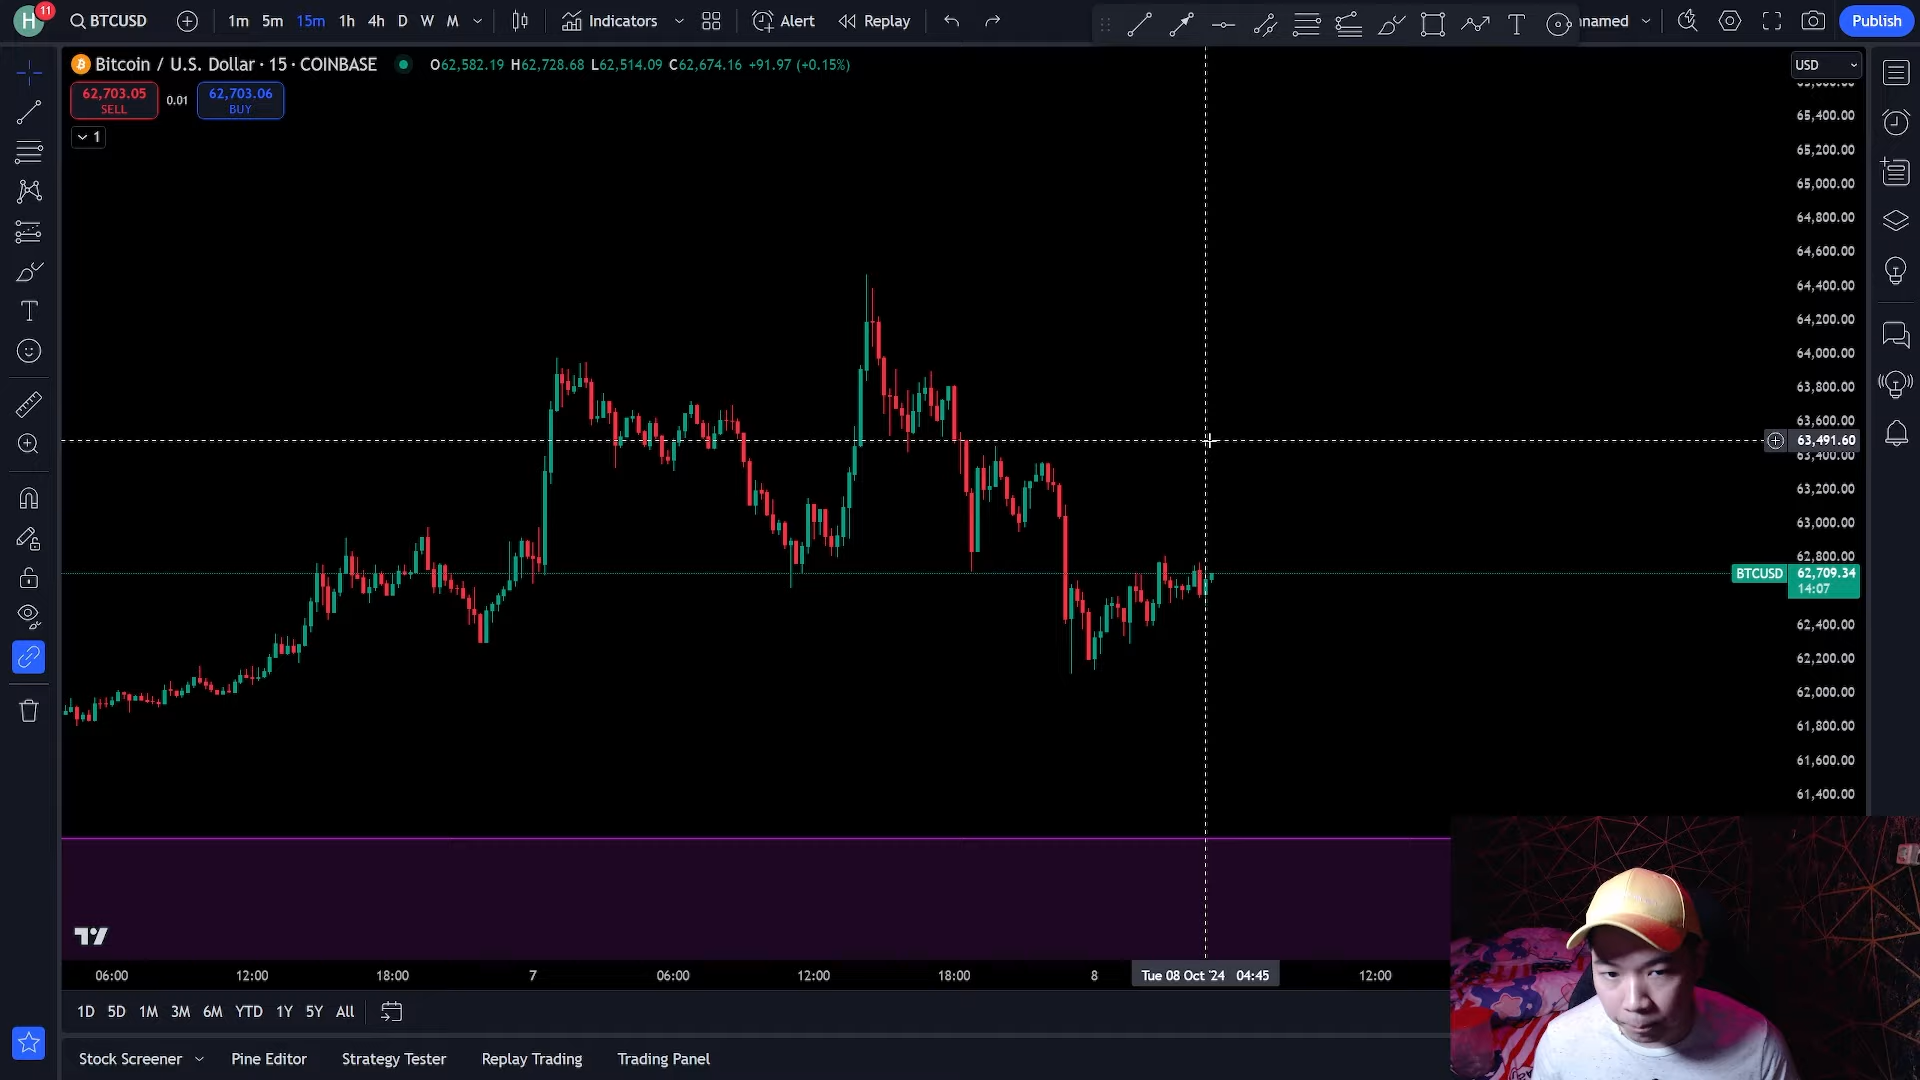 H 11 BTCUSD 1m 5m 15m 1h 4h D W M Indicators Alert Replay nnamed Publish
Bitcoin / U.S. Dollar · 15 · COINBASE O62,582.19 H62,728.68 L62,514.09 C62,674.16 +91.97 (+0.15%)
USD
62,703.05 0.01 62,703.06
SELL BUY
1
65,400.00
65,200.00
65,000.00
64,800.00
64,600.00
64,400.00
64,200.00
64,000.00
63,800.00
63,600.00
63,491.60
63,400.00
63,200.00
63,000.00
62,800.00
BTCUSD 62,709.34
14:07
62,400.00
62,200.00
62,000.00
61,800.00
61,600.00
61,400.00
06:00 12:00 18:00 7 06:00 12:00 18:00 8 Tue 08 Oct '24 04:45 12:00
1D 5D 1M 3M 6M YTD 1Y 5Y All
Stock Screener Pine Editor Strategy Tester Replay Trading Trading Panel